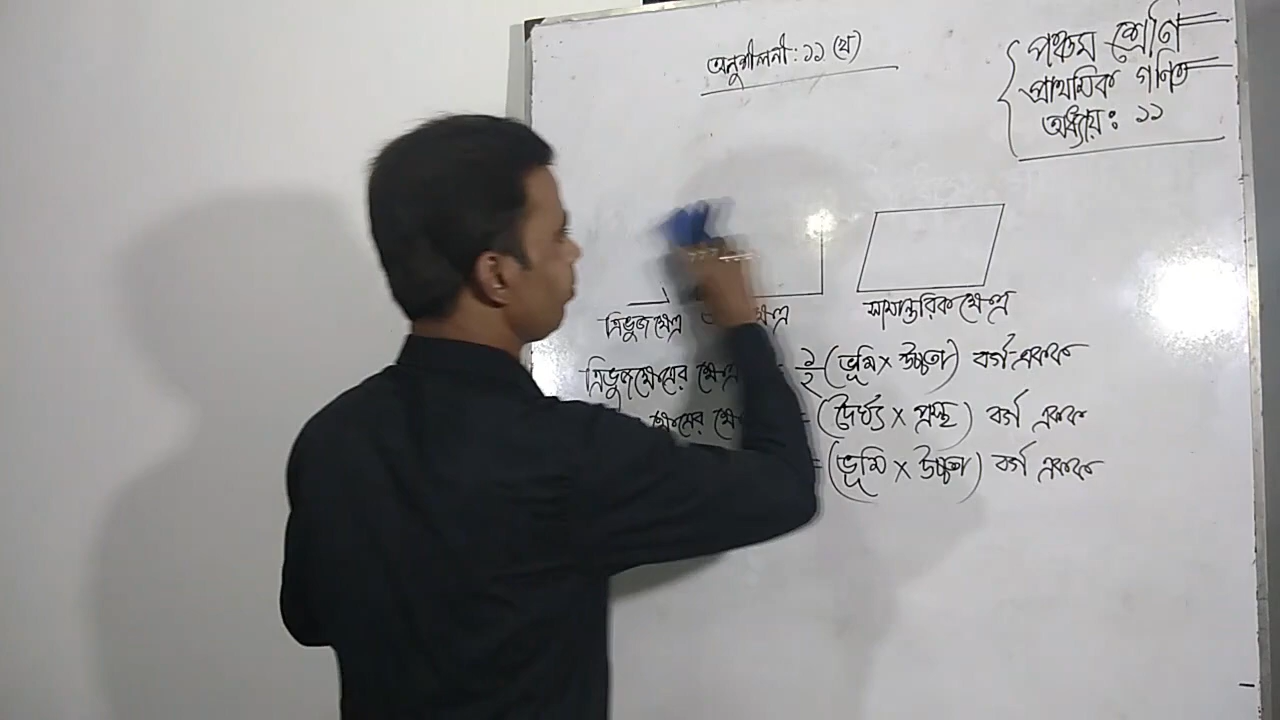 অনুশীলনী : ১১ (খ)
পঞ্চম শ্রেণি
প্রাথমিক গণিত
অধ্যায় : ১১
ত্রিভুজক্ষেত্র
সামান্তরিকক্ষেত্র
ত্রিভুজক্ষেত্রের = ১/২ (ভূমি × উচ্চতা) বর্গ একক
ক্ষেত্রের = (দৈর্ঘ্য × প্রস্থ) বর্গ একক
= (ভূমি × উচ্চতা) বর্গ একক